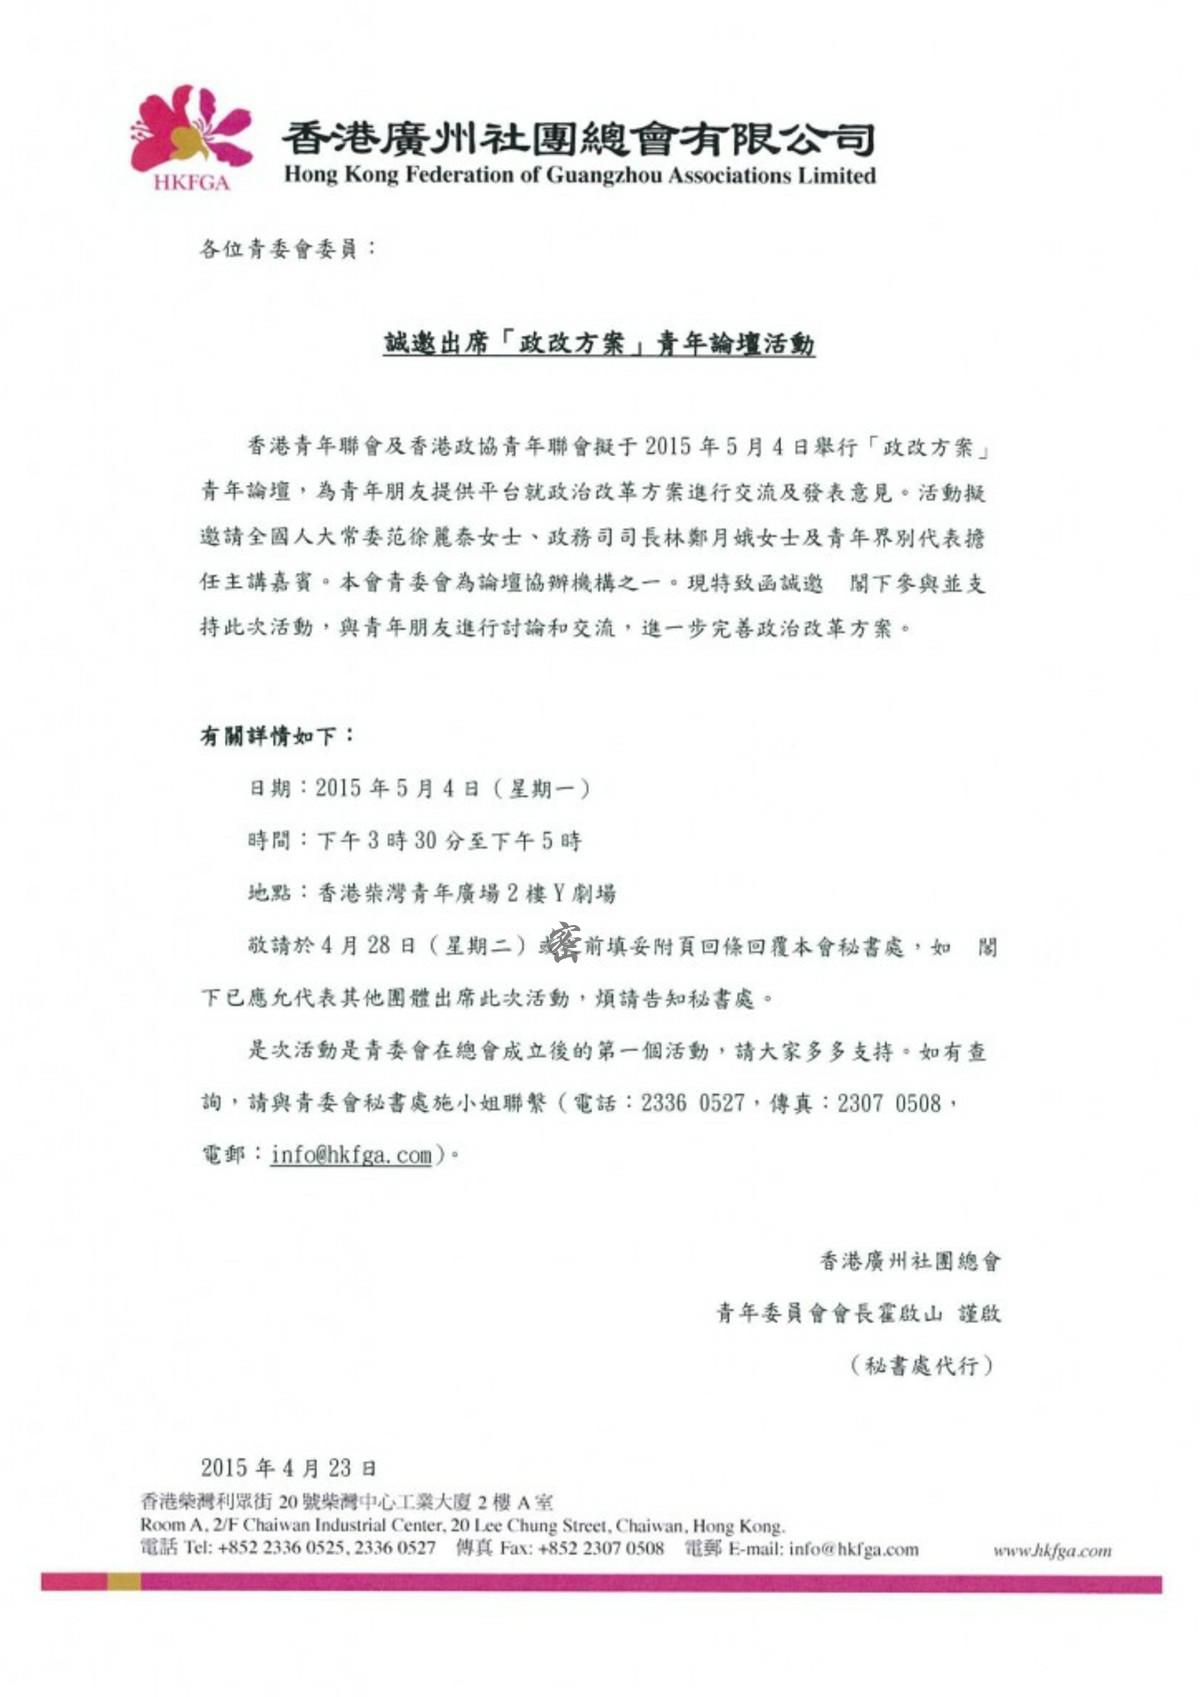 香港廣州社團總會有限公司
Hong Kong Federation of Guangzhou Associations Limited
HKFGA
各位青委會委員：
誠邀出席「政改方案」青年論壇活動
香港青年聯會及香港政協青年聯會擬于 2015 年 5 月 4 日舉行「政改方案」
青年論壇，為青年朋友提供平台就政治改革方案進行交流及發表意見。活動擬
邀請全國人大常委范徐麗泰女士、政務司司長林鄭月娥女士及青年界別代表擔
任主講嘉賓。本會青委會為論壇協辦機構之一。現特致函誠邀　閣下參與並支
持此次活動，與青年朋友進行討論和交流，進一步完善政治改革方案。
有關詳情如下：
日期：2015 年 5 月 4 日（星期一）
時間：下午 3 時 30 分至下午 5 時
地點：香港柴灣青年廣場 2 樓 Y 劇場
敬請於 4 月 28 日（星期二）或密前填妥附頁回條回覆本會秘書處，如　閣
下已應允代表其他團體出席此次活動，煩請告知秘書處。
是次活動是青委會在總會成立後的第一個活動，請大家多多支持。如有查
詢，請與青委會秘書處施小姐聯繫（電話：2336 0527，傳真：2307 0508，
電郵：info@hkfga.com）。
香港廣州社團總會
青年委員會會長霍啟山 謹啟
（秘書處代行）
2015 年 4 月 23 日
香港柴灣利眾街 20 號柴灣中心工業大廈 2 樓 A 室
Room A, 2/F Chaiwan Industrial Center, 20 Lee Chung Street, Chaiwan, Hong Kong.
電話 Tel: +852 2336 0525, 2336 0527　傳真 Fax: +852 2307 0508　電郵 E-mail: info@hkfga.com　www.hkfga.com